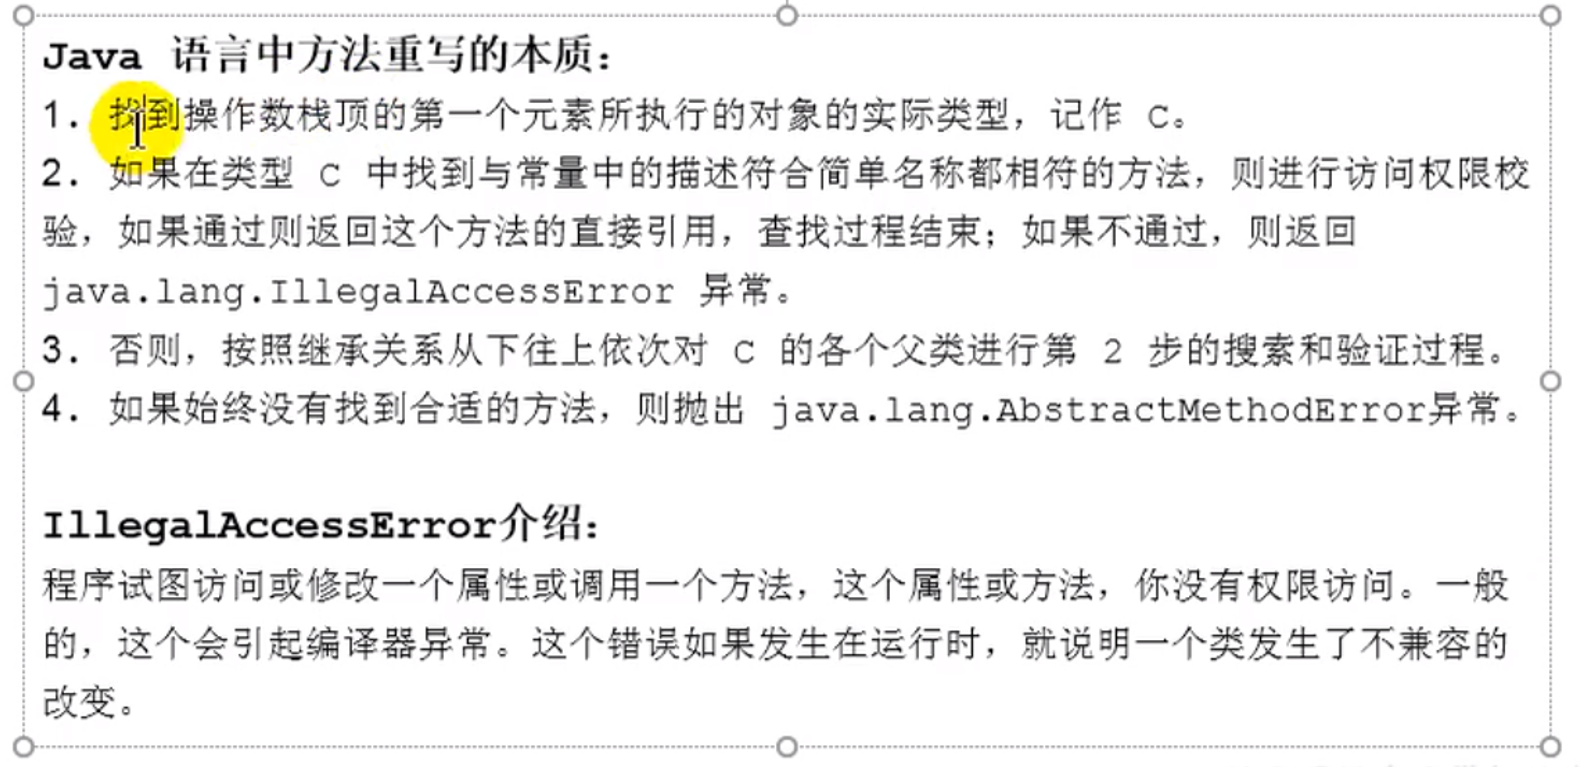 Java 语言中方法重写的本质：
1. 找到操作数栈顶的第一个元素所执行的对象的实际类型，记作 C。
2. 如果在类型 C 中找到与常量中的描述符合简单名称都相符的方法，则进行访问权限校
验，如果通过则返回这个方法的直接引用，查找过程结束；如果不通过，则返回
java.lang.IllegalAccessError 异常。
3. 否则，按照继承关系从下往上依次对 C 的各个父类进行第 2 步的搜索和验证过程。
4. 如果始终没有找到合适的方法，则抛出 java.lang.AbstractMethodError异常。
IllegalAccessError介绍：
程序试图访问或修改一个属性或调用一个方法，这个属性或方法，你没有权限访问。一般
的，这个会引起编译器异常。这个错误如果发生在运行时，就说明一个类发生了不兼容的
改变。